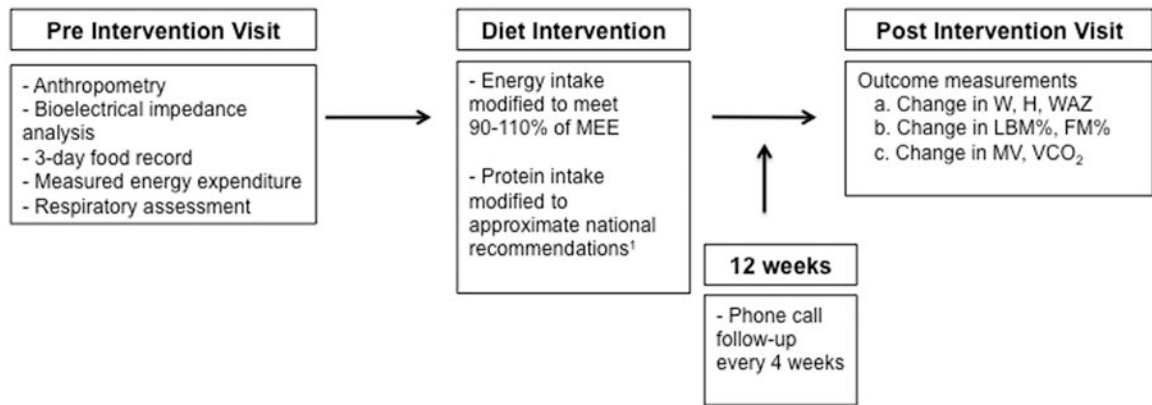 Pre Intervention Visit
- Anthropometry
- Bioelectrical impedance
analysis
- 3-day food record
- Measured energy expenditure
- Respiratory assessment
Diet Intervention
- Energy intake
modified to meet
90-110% of MEE
- Protein intake
modified to
approximate national
recommendations¹
12 weeks
- Phone call
follow-up
every 4 weeks
Post Intervention Visit
Outcome measurements
a. Change in W, H, WAZ
b. Change in LBM%, FM%
c. Change in MV, VCO₂